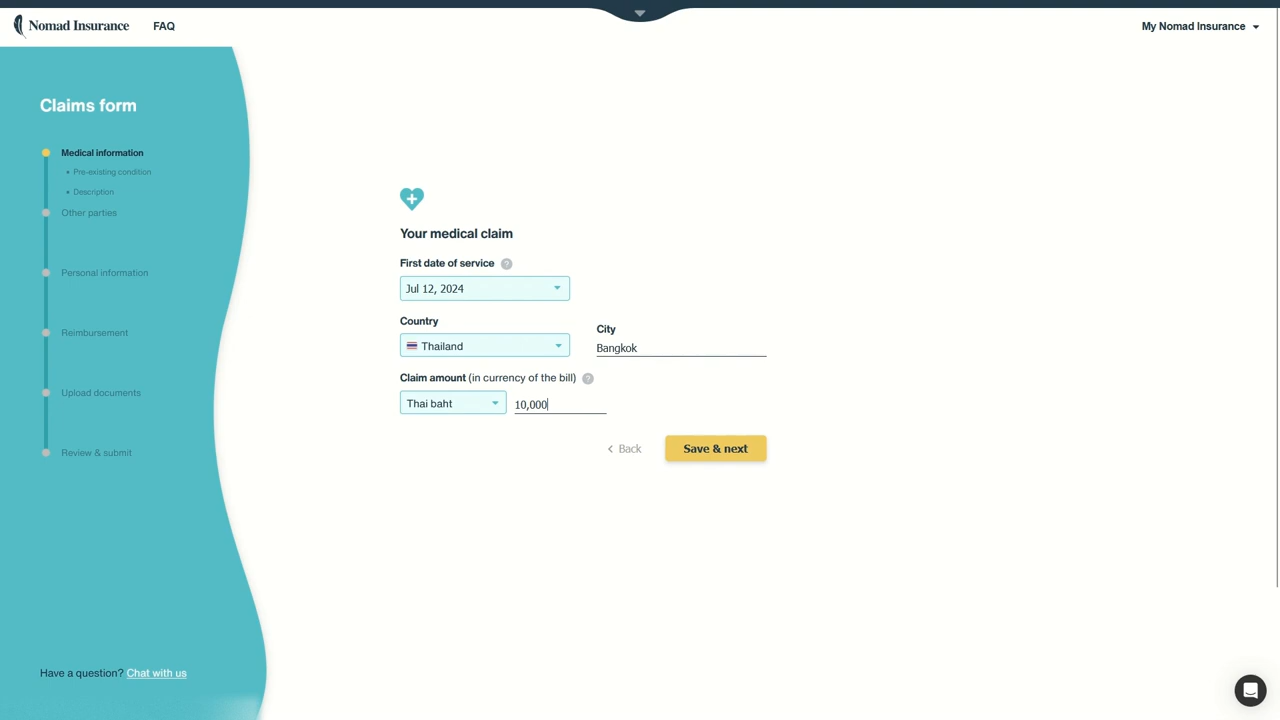 Nomad Insurance
FAQ
My Nomad Insurance
Claims form
Medical information
• Pre-existing condition
• Description
Other parties
Personal information
Reimbursement
Upload documents
Review & submit
Have a question? Chat with us
Your medical claim
First date of service ?
Jul 12, 2024
Country
Thailand
City
Bangkok
Claim amount (in currency of the bill) ?
Thai baht
10,000
Back
Save & next